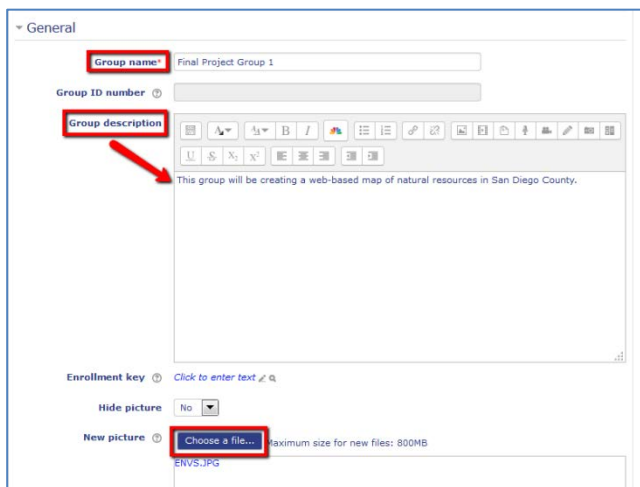 General
Group name* Final Project Group 1
Group ID number
Group description
B I
U S X₂ X²
This group will be creating a web-based map of natural resources in San Diego County.
Enrollment key Click to enter text
Hide picture No
New picture Choose a file... Maximum size for new files: 800MB
ENVS.JPG